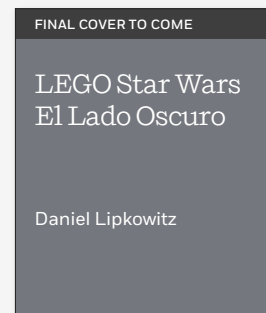 FINAL COVER TO COME
LEGO Star Wars
El Lado Oscuro
Daniel Lipkowitz